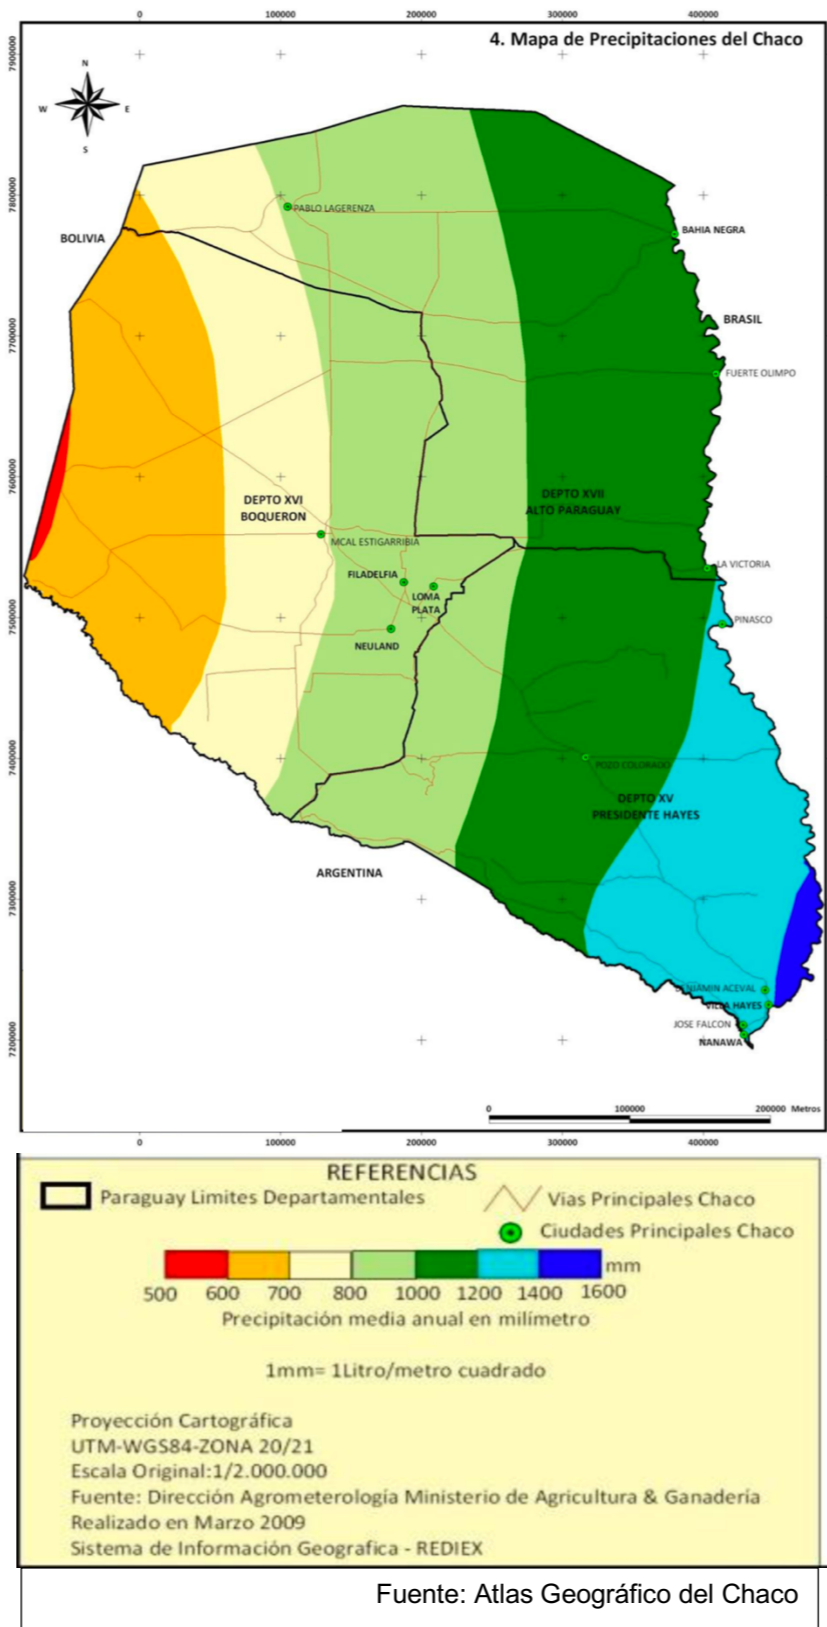 0 100000 200000 300000 400000
4. Mapa de Precipitaciones del Chaco
7900000
N
W E
S
7800000
PABLO LAGERENZA
BAHIA NEGRA
BOLIVIA
BRASIL
7700000
FUERTE OLIMPO
7600000
DEPTO XVI
BOQUERON
DEPTO XVII
ALTO PARAGUAY
MCAL ESTIGARRIBIA
LA VICTORIA
FILADELFIA
LOMA
PLATA
7500000
PINASCO
NEULAND
7400000
POZO COLORADO
DEPTO XV
PRESIDENTE HAYES
ARGENTINA
7300000
BENJAMIN ACEVAL
VILLA HAYES
JOSE FALCON
NANAWA
7200000
0 100000 200000 Metros
0 100000 200000 300000 400000
REFERENCIAS
Paraguay Limites Departamentales
Vias Principales Chaco
Ciudades Principales Chaco
mm
500 600 700 800 1000 1200 1400 1600
Precipitación media anual en milímetro
1mm= 1Litro/metro cuadrado
Proyección Cartográfica
UTM-WGS84-ZONA 20/21
Escala Original:1/2.000.000
Fuente: Dirección Agrometerología Ministerio de Agricultura & Ganadería
Realizado en Marzo 2009
Sistema de Información Geografica - REDIEX
Fuente: Atlas Geográfico del Chaco